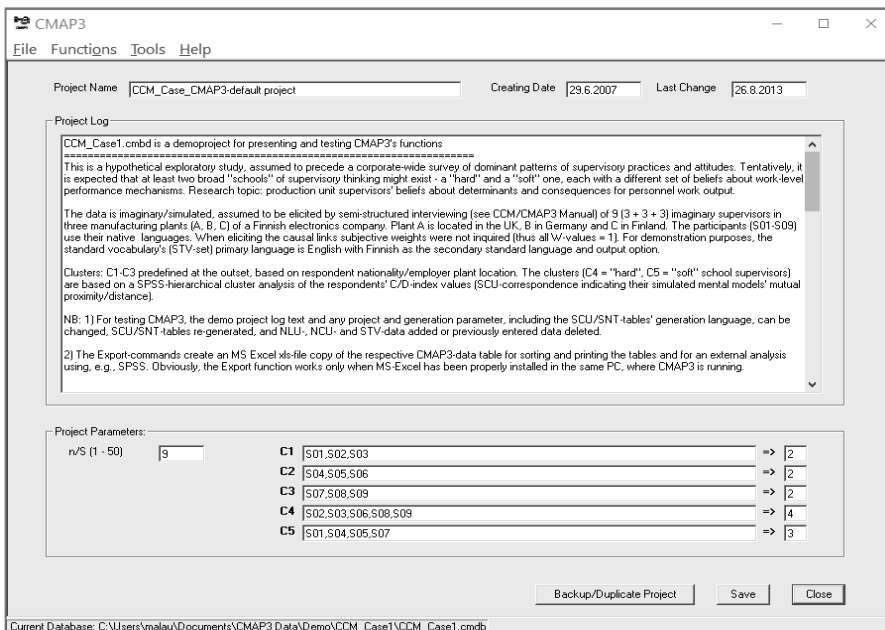 CMAP3
File Functions Tools Help
Project Name CCM_Case_CMAP3-default project Creating Date 29.6.2007 Last Change 26.8.2013
Project Log
CCM_Case1.cmbd is a demoproject for presenting and testing CMAP3's functions
======================================================================
This is a hypothetical exploratory study, assumed to precede a corporate-wide survey of dominant patterns of supervisory practices and attitudes. Tentatively, it
is expected that at least two broad "schools" of supervisory thinking might exist - a "hard" and a "soft" one, each with a different set of beliefs about work-level
performance mechanisms. Research topic: production unit supervisors' beliefs about determinants and consequences for personnel work output.
The data is imaginary/simulated, assumed to be elicited by semi-structured interviewing (see CCM/CMAP3 Manual) of 9 (3 + 3 + 3) imaginary supervisors in
three manufacturing plants (A, B, C) of a Finnish electronics company. Plant A is located in the UK, B in Germany and C in Finland. The participants (S01-S09)
use their native languages. When eliciting the causal links subjective weights were not inquired (thus all W-values = 1). For demonstration purposes, the
standard vocabulary's (STV-set) primary language is English with Finnish as the secondary standard language and output option.
Clusters: C1-C3 predefined at the outset, based on respondent nationality/employer plant location. The clusters (C4 = "hard", C5 = "soft" school supervisors)
are based on a SPSS-hierarchical cluster analysis of the respondents' C/D-index values (SCU-correspondence indicating their simulated mental models' mutual
proximity/distance).
NB: 1) For testing CMAP3, the demo project log text and any project and generation parameter, including the SCU/SNT-tables' generation language, can be
changed, SCU/SNT-tables re-generated, and NLU-, NCU- and STV-data added or previously entered data deleted.
2) The Export-commands create an MS Excel xls-file copy of the respective CMAP3-data table for sorting and printing the tables and for an external analysis
using, e.g., SPSS. Obviously, the Export function works only when MS-Excel has been properly installed in the same PC, where CMAP3 is running.
Project Parameters:
n/S (1 - 50) 9 C1 S01,S02,S03 => 2
C2 S04,S05,S06 => 2
C3 S07,S08,S09 => 2
C4 S02,S03,S06,S08,S09 => 4
C5 S01,S04,S05,S07 => 3
Backup/Duplicate Project Save Close
Current Database: C:\Users\malau\Documents\CMAP3 Data\Demo\CCM_Case1\CCM_Case1.cmdb